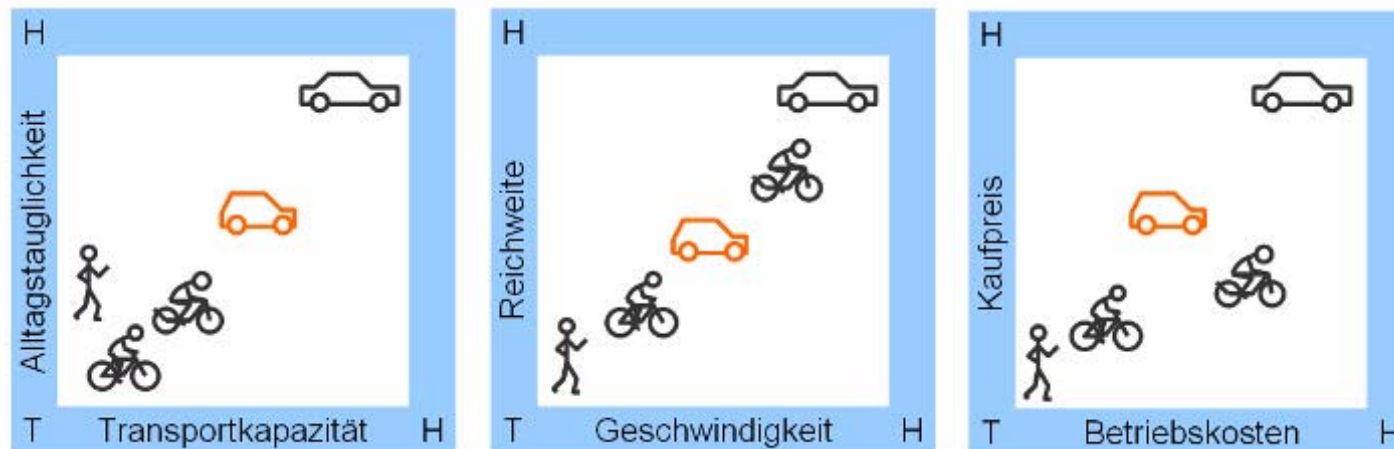 H
Alltagstauglichkeit
T Transportkapazität H
H
Reichweite
T Geschwindigkeit H
H
Kaufpreis
T Betriebskosten H